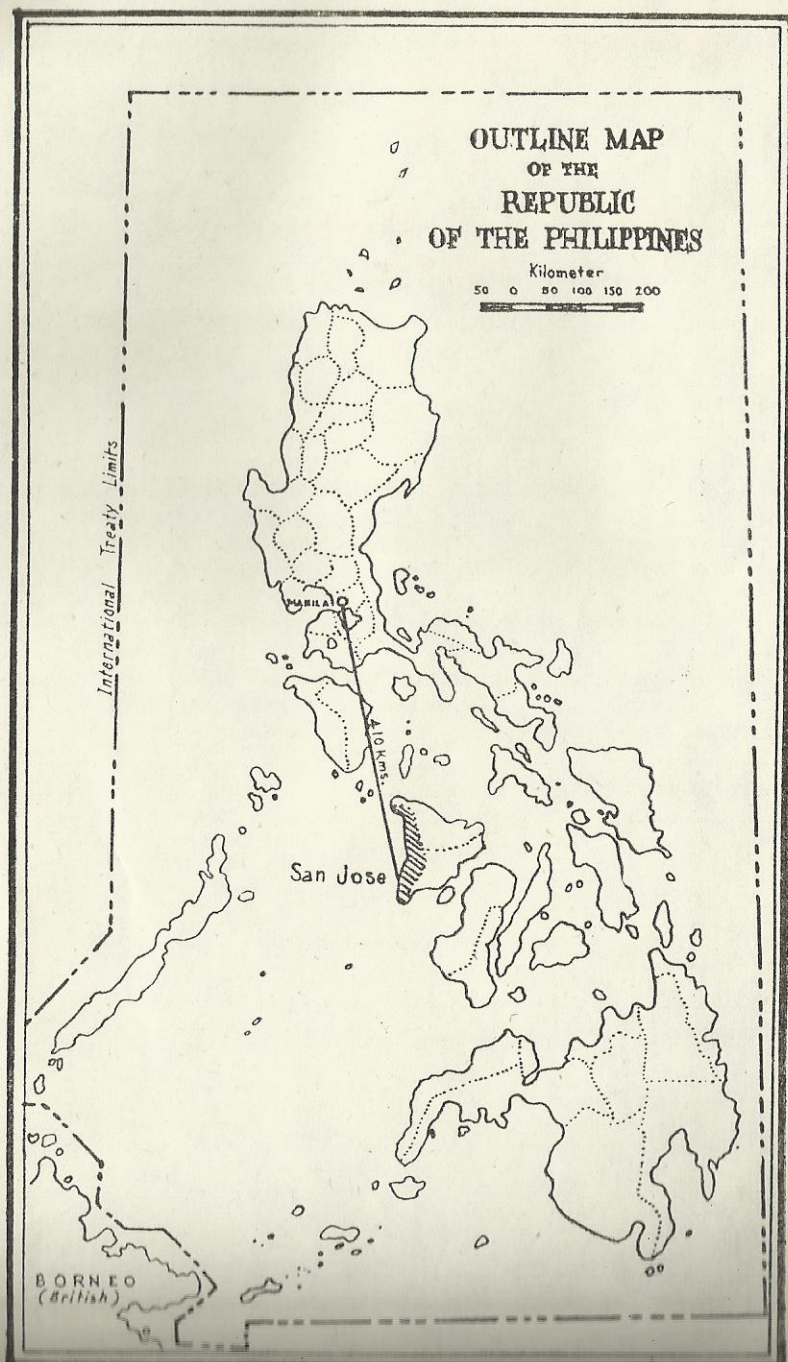 OUTLINE MAP
OF THE
REPUBLIC
OF THE PHILIPPINES
Kilometer
50 0 50 100 150 200
International Treaty Limits
MANILA
410 Kms.
San Jose
BORNEO
(British)